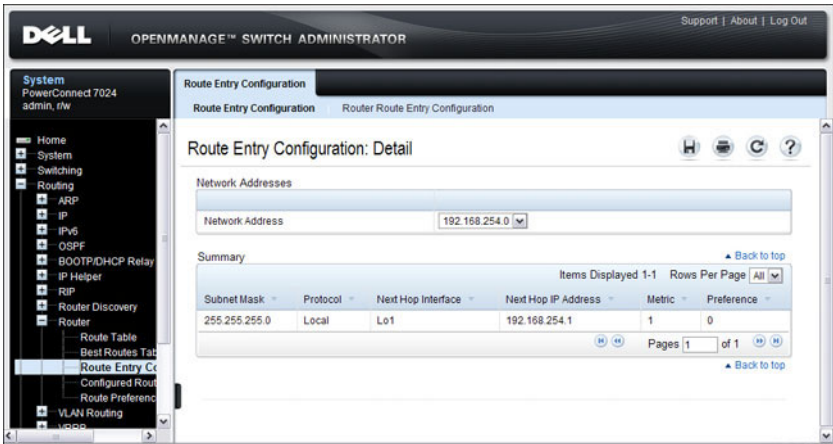 DELL
OPENMANAGE™ SWITCH ADMINISTRATOR
Support | About | Log Out
System
PowerConnect 7024
admin, r/w
Home
System
Switching
Routing
ARP
IP
IPv6
OSPF
BOOTP/DHCP Relay
IP Helper
RIP
Router Discovery
Router
Route Table
Best Routes Tab
Route Entry Co
Configured Rout
Route Preferenc
VLAN Routing
VRRP
Route Entry Configuration
Route Entry Configuration Router Route Entry Configuration
Route Entry Configuration: Detail
Network Addresses
Network Address 192.168.254.0
Summary
Back to top
Items Displayed 1-1 Rows Per Page All
Subnet Mask Protocol Next Hop Interface Next Hop IP Address Metric Preference
255.255.255.0 Local Lo1 192.168.254.1 1 0
Pages 1 of 1
Back to top